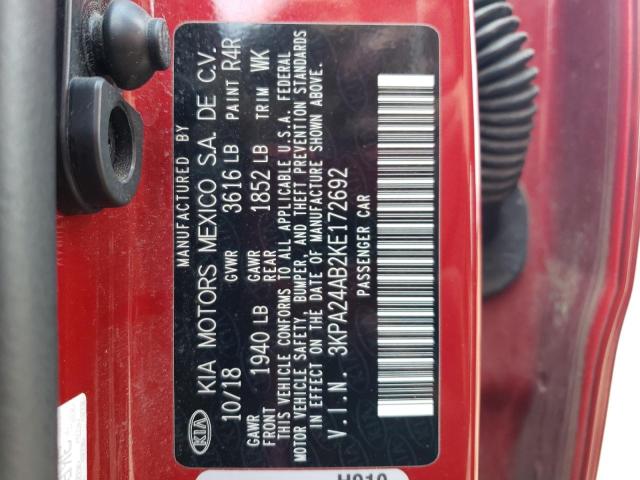 MANUFACTURED BY
KIA KIA MOTORS MEXICO S.A. DE C.V.
10/18 GVWR 3616 LB PAINT R4R
GAWR FRONT 1940 LB GAWR REAR 1852 LB TRIM WK
THIS VEHICLE CONFORMS TO ALL APPLICABLE U.S.A. FEDERAL
MOTOR VEHICLE SAFETY, BUMPER, AND THEFT PREVENTION STANDARDS
IN EFFECT ON THE DATE OF MANUFACTURE SHOWN ABOVE.
V.I.N. 3KPA24AB2KE172692
PASSENGER CAR